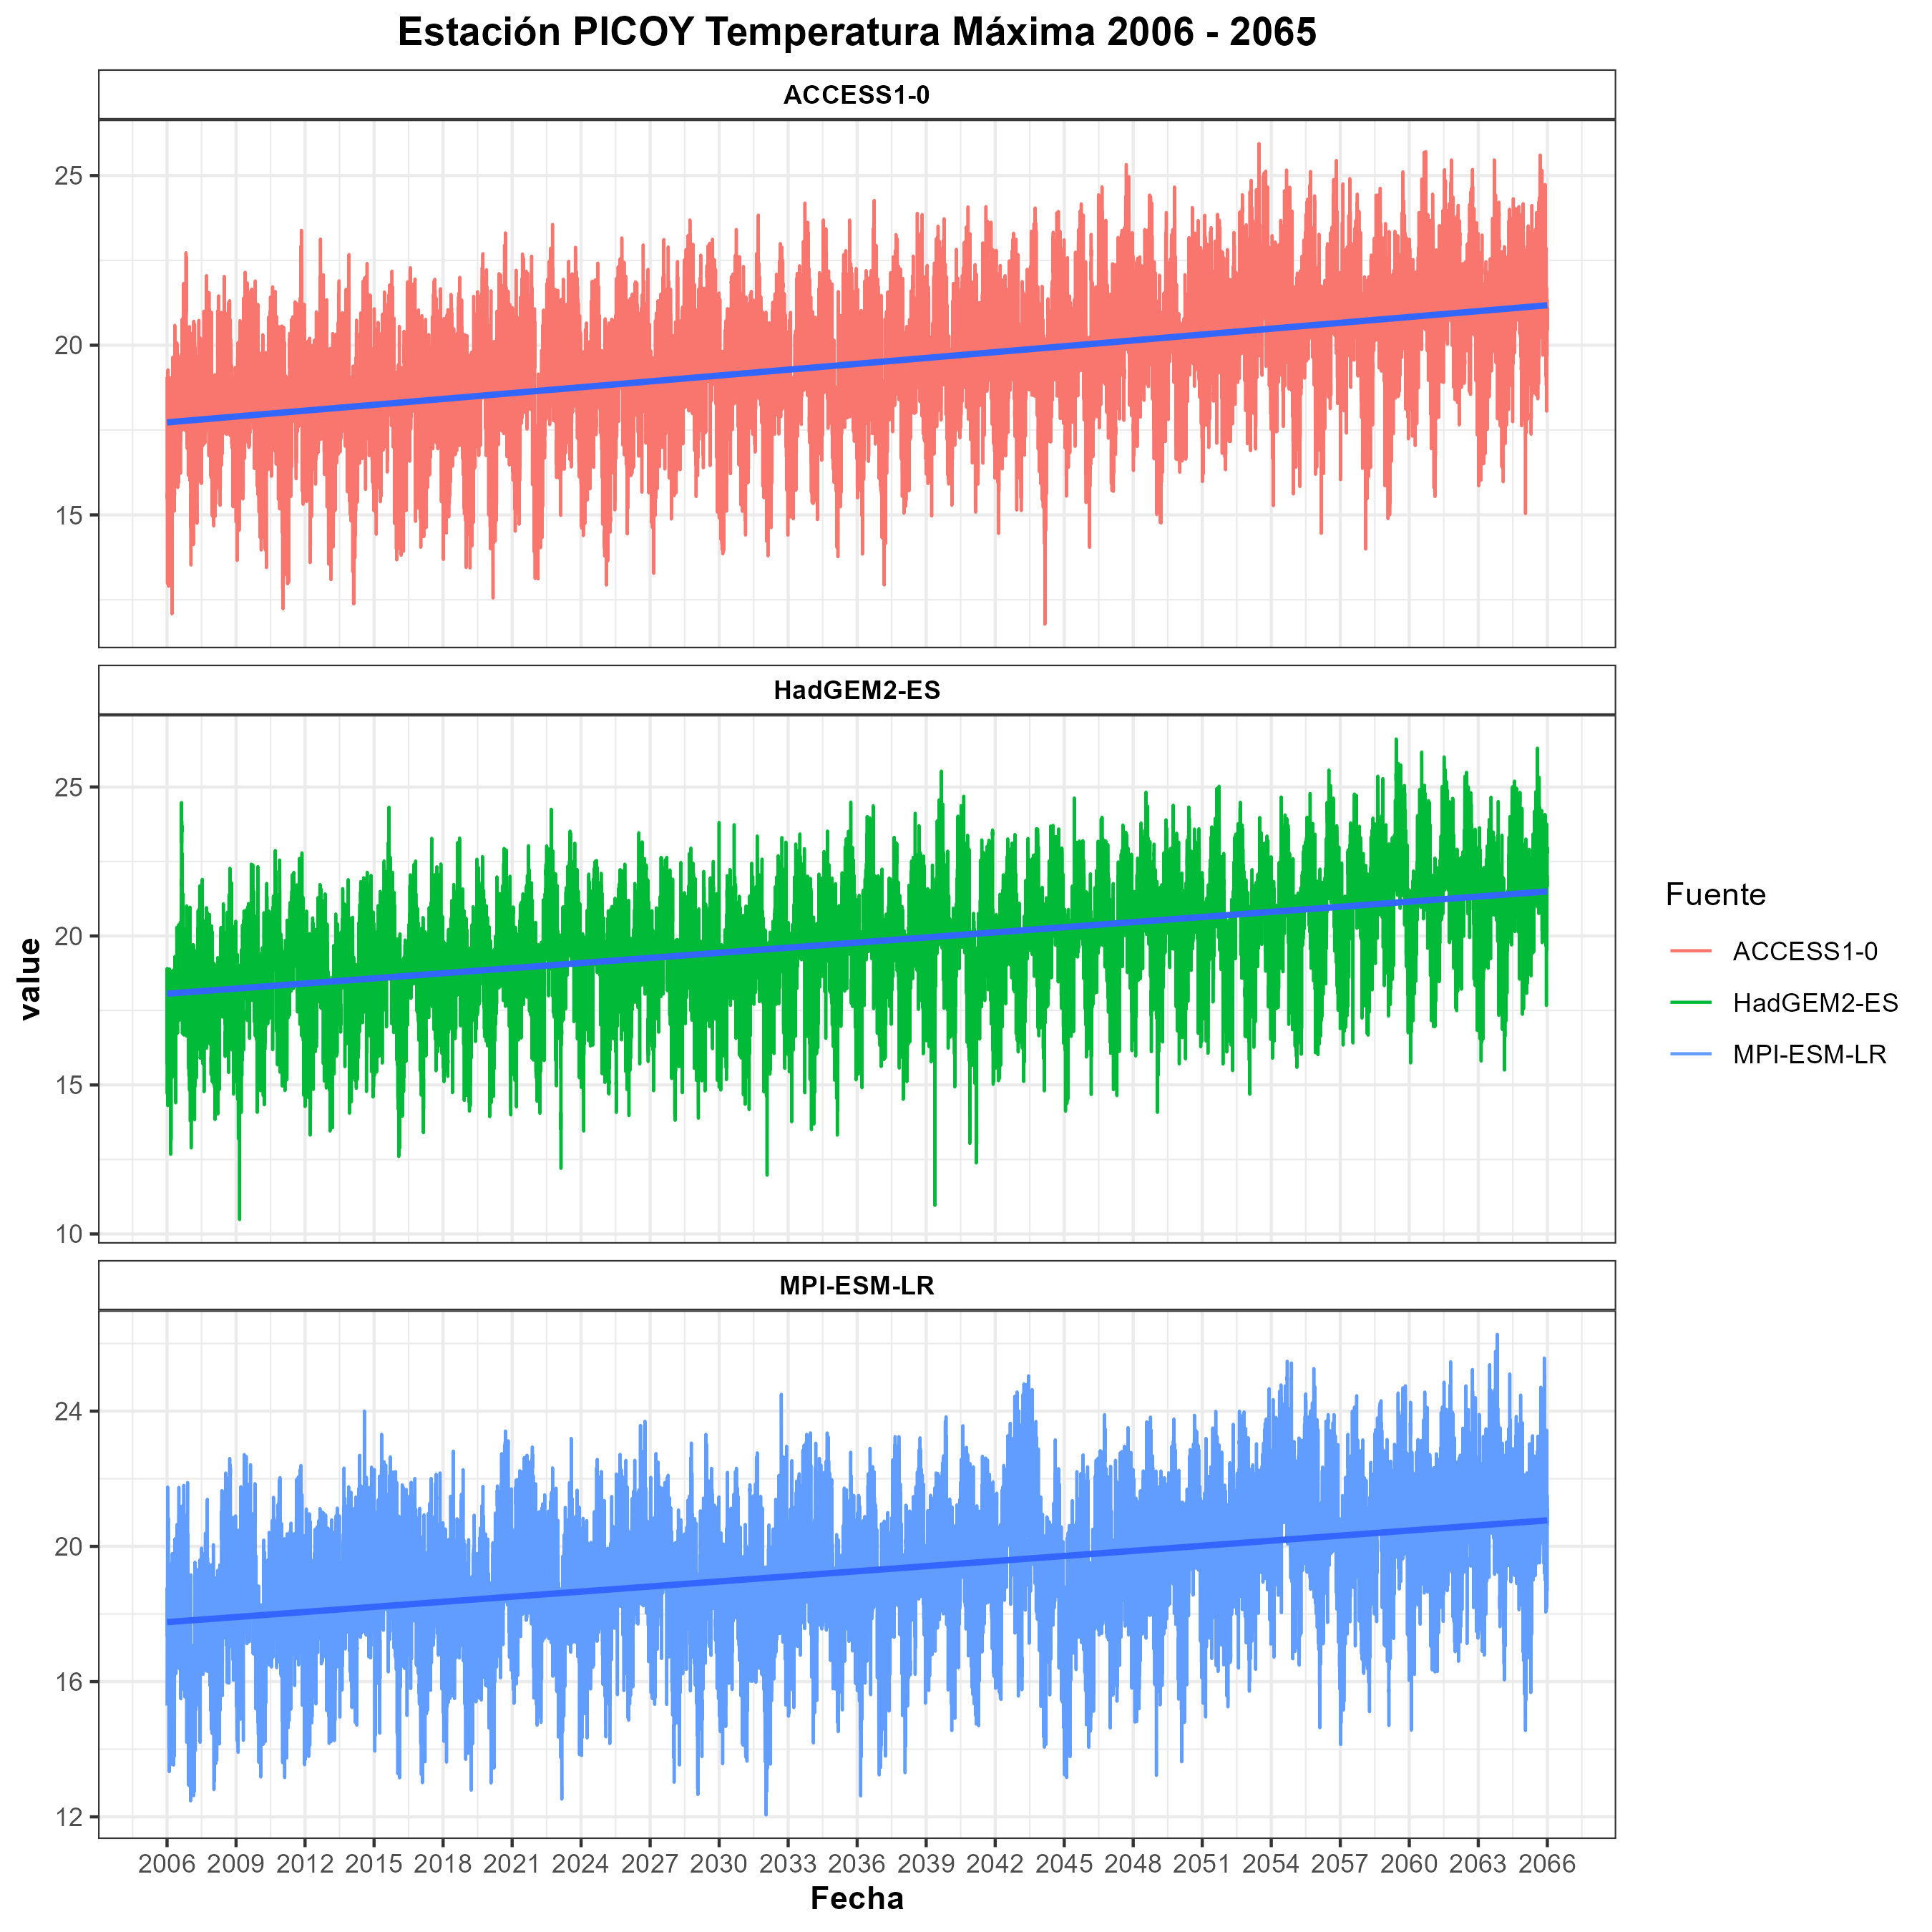 Estación PICOY Temperatura Máxima 2006 - 2065
ACCESS1-0
25
20
15
HadGEM2-ES
25
20
15
10
MPI-ESM-LR
24
20
16
12
2006 2009 2012 2015 2018 2021 2024 2027 2030 2033 2036 2039 2042 2045 2048 2051 2054 2057 2060 2063 2066
Fecha
value
Fuente
ACCESS1-0
HadGEM2-ES
MPI-ESM-LR